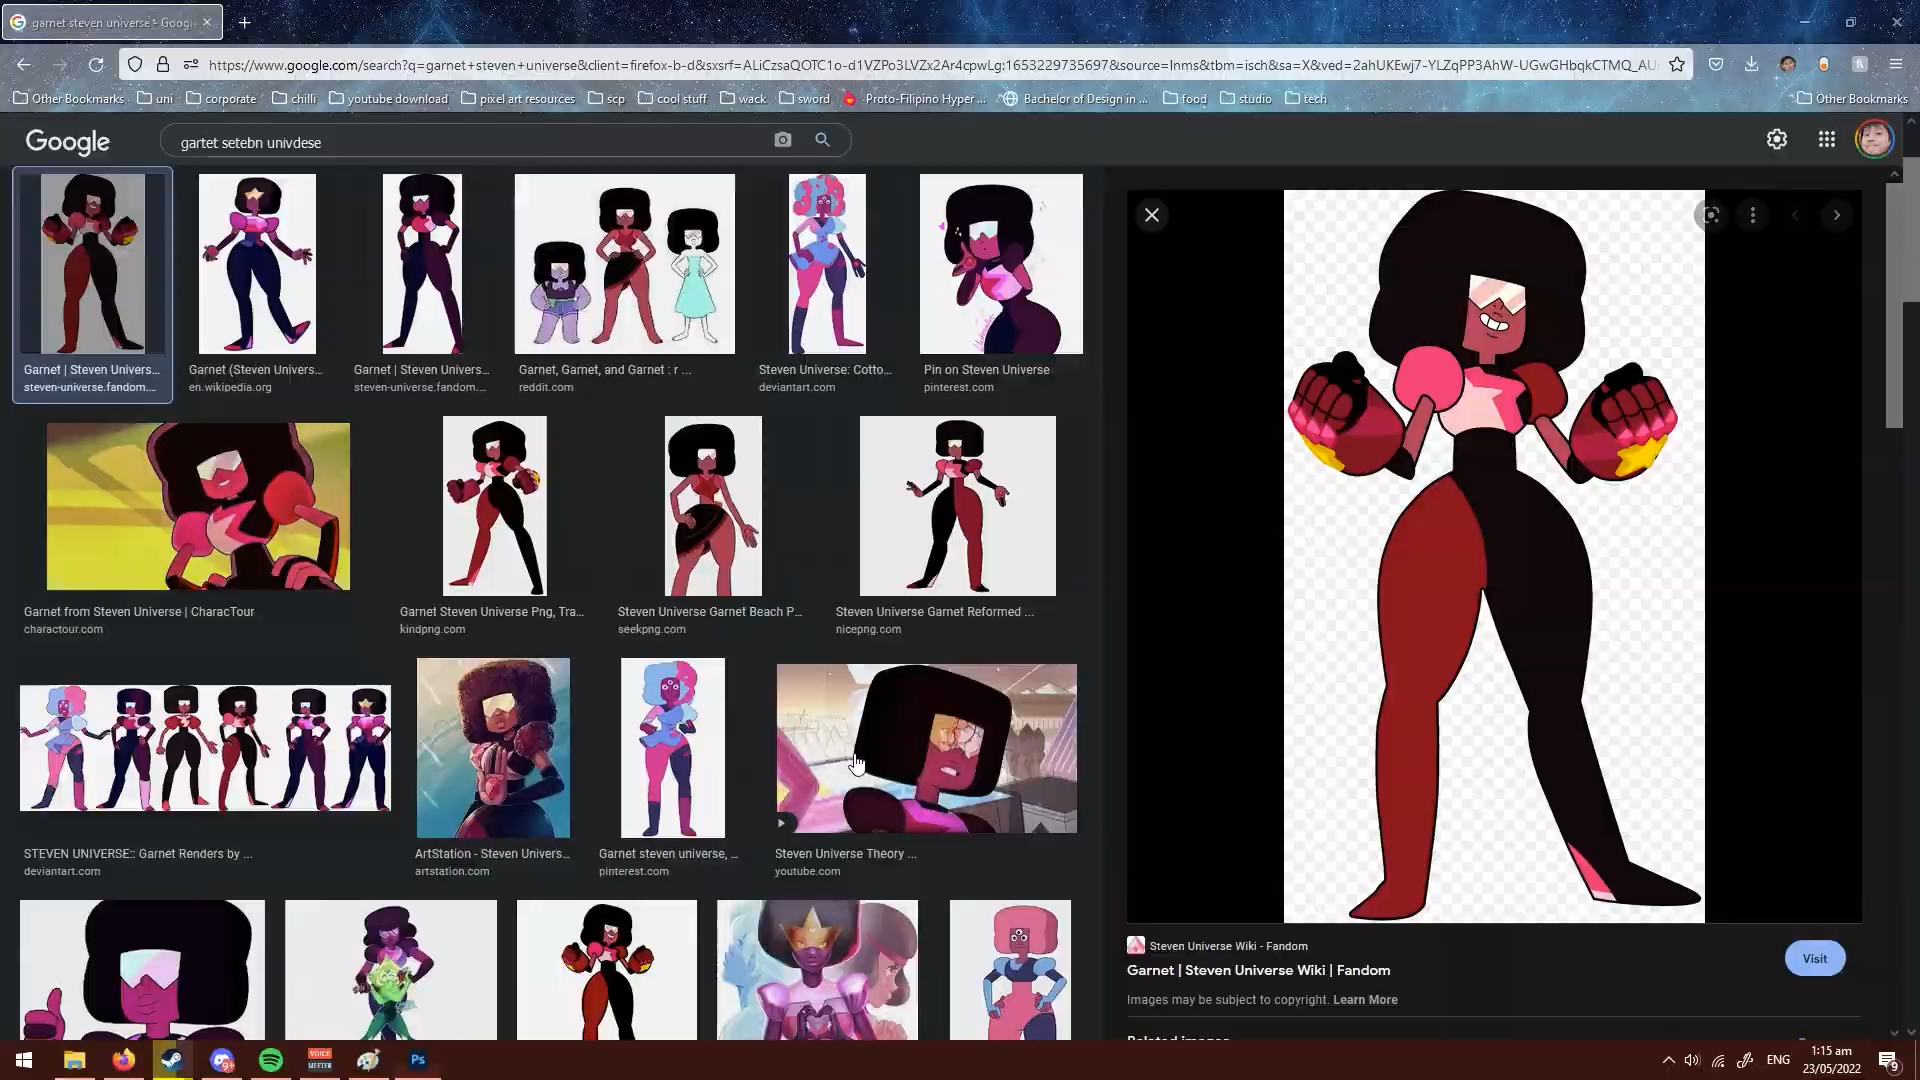 garnet steven universe - Googl
https://www.google.com/search?q=garnet+steven+universe&client=firefox-b-d&sxsrf=ALiCzsaQOTC1o-d1VZPo3LVZx2Ar4cpwLg:1653229735697&source=lnms&tbm=isch&sa=X&ved=2ahUKEwj7-YLZqPP3AhW-UGwGHbqkCTMQ_AU
Other Bookmarks uni corporate chilli youtube download pixel art resources scp cool stuff wack sword Proto-Filipino Hyper ... Bachelor of Design in ... food studio tech Other Bookmarks
Google gartet setebn univdese
Garnet | Steven Univers... Garnet (Steven Univers... Garnet | Steven Univers... Garnet, Garnet, and Garnet : r ... Steven Universe: Cotto... Pin on Steven Universe
steven-universe.fandom.... en.wikipedia.org steven-universe.fandom.... reddit.com deviantart.com pinterest.com
Garnet from Steven Universe | CharacTour Garnet Steven Universe Png, Tra... Steven Universe Garnet Beach P... Steven Universe Garnet Reformed ...
charactour.com kindpng.com seekpng.com nicepng.com
STEVEN UNIVERSE:: Garnet Renders by ... ArtStation - Steven Univers... Garnet steven universe, ... Steven Universe Theory ...
deviantart.com artstation.com pinterest.com youtube.com
Steven Universe Wiki - Fandom
Garnet | Steven Universe Wiki | Fandom
Visit
Images may be subject to copyright. Learn More
Related images
9+ VOICE MEETER Ps ENG 1:15 am
23/05/2022 9